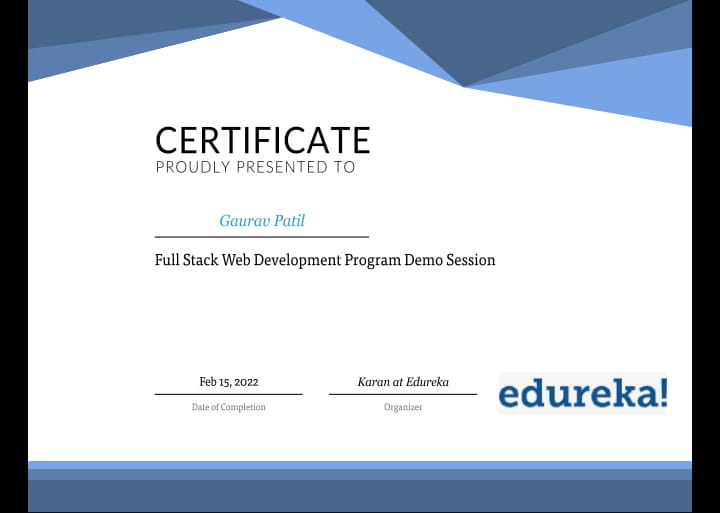 CERTIFICATE
PROUDLY PRESENTED TO
Gaurav Patil
Full Stack Web Development Program Demo Session
Feb 15, 2022
Karan at Edureka
Date of Completion
Organizer
edureka!